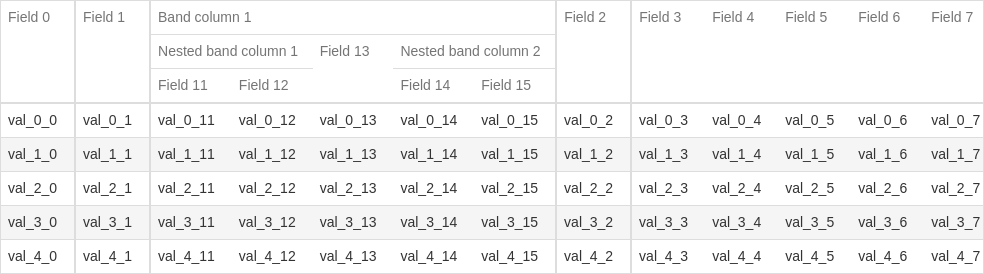 Field 0 Field 1 Band column 1 Field 2 Field 3 Field 4 Field 5 Field 6 Field 7
Nested band column 1 Field 13 Nested band column 2
Field 11 Field 12 Field 14 Field 15
val_0_0 val_0_1 val_0_11 val_0_12 val_0_13 val_0_14 val_0_15 val_0_2 val_0_3 val_0_4 val_0_5 val_0_6 val_0_7
val_1_0 val_1_1 val_1_11 val_1_12 val_1_13 val_1_14 val_1_15 val_1_2 val_1_3 val_1_4 val_1_5 val_1_6 val_1_7
val_2_0 val_2_1 val_2_11 val_2_12 val_2_13 val_2_14 val_2_15 val_2_2 val_2_3 val_2_4 val_2_5 val_2_6 val_2_7
val_3_0 val_3_1 val_3_11 val_3_12 val_3_13 val_3_14 val_3_15 val_3_2 val_3_3 val_3_4 val_3_5 val_3_6 val_3_7
val_4_0 val_4_1 val_4_11 val_4_12 val_4_13 val_4_14 val_4_15 val_4_2 val_4_3 val_4_4 val_4_5 val_4_6 val_4_7